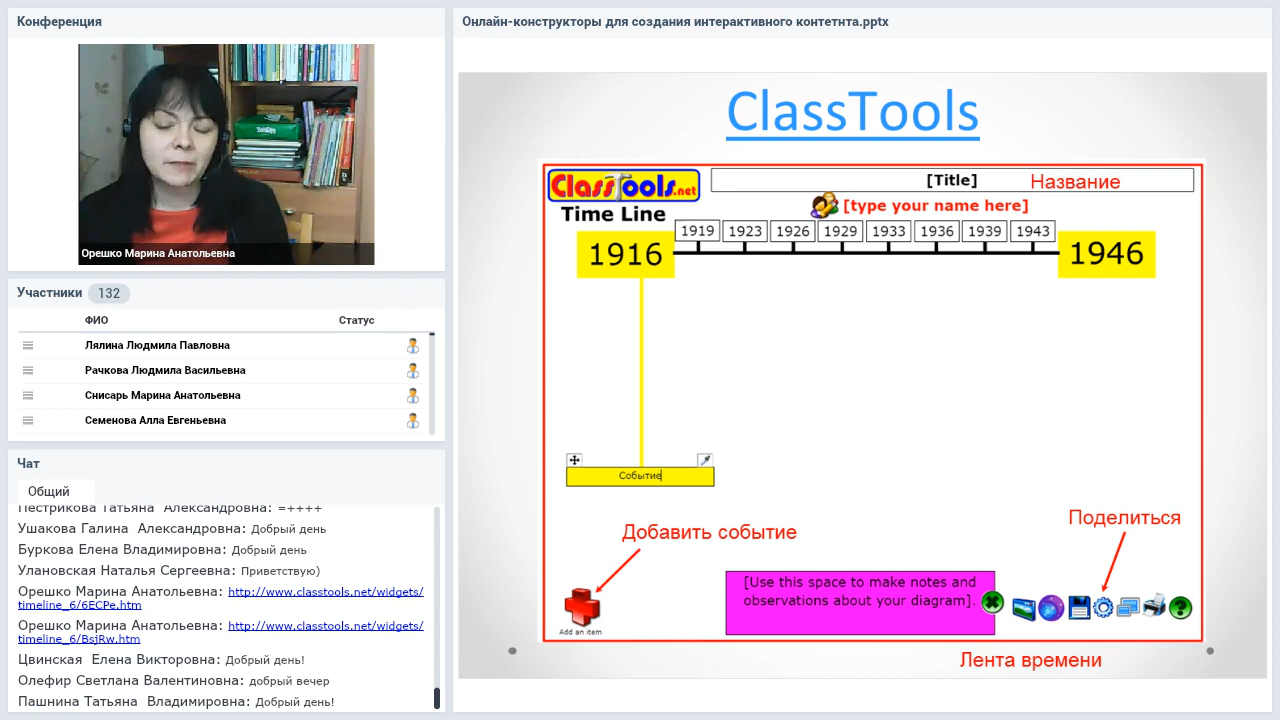 Конференция
Орешко Марина Анатольевна
Участники 132
ФИО Статус
Лялина Людмила Павловна
Рачкова Людмила Васильевна
Снисарь Марина Анатольевна
Семенова Алла Евгеньевна
Чат
Общий
Пестрикова Татьяна Александровна: =++++
Ушакова Галина Александровна: Добрый день
Буркова Елена Владимировна: Добрый день
Улановская Наталья Сергеевна: Приветствую)
Орешко Марина Анатольевна: http://www.classtools.net/widgets/
timeline_6/6ECPe.htm
Орешко Марина Анатольевна: http://www.classtools.net/widgets/
timeline_6/BsjRw.htm
Цвинская Елена Викторовна: Добрый день!
Олефир Светлана Валентиновна: добрый вечер
Пашнина Татьяна Владимировна: Добрый день!
Онлайн-конструкторы для создания интерактивного контетнта.pptx
ClassTools
ClassTools.net
[Title] Название
Time Line
[type your name here]
1916 1919 1923 1926 1929 1933 1936 1939 1943 1946
Событие
Добавить событие
Поделиться
[Use this space to make notes and
observations about your diagram].
Add an item
Лента времени